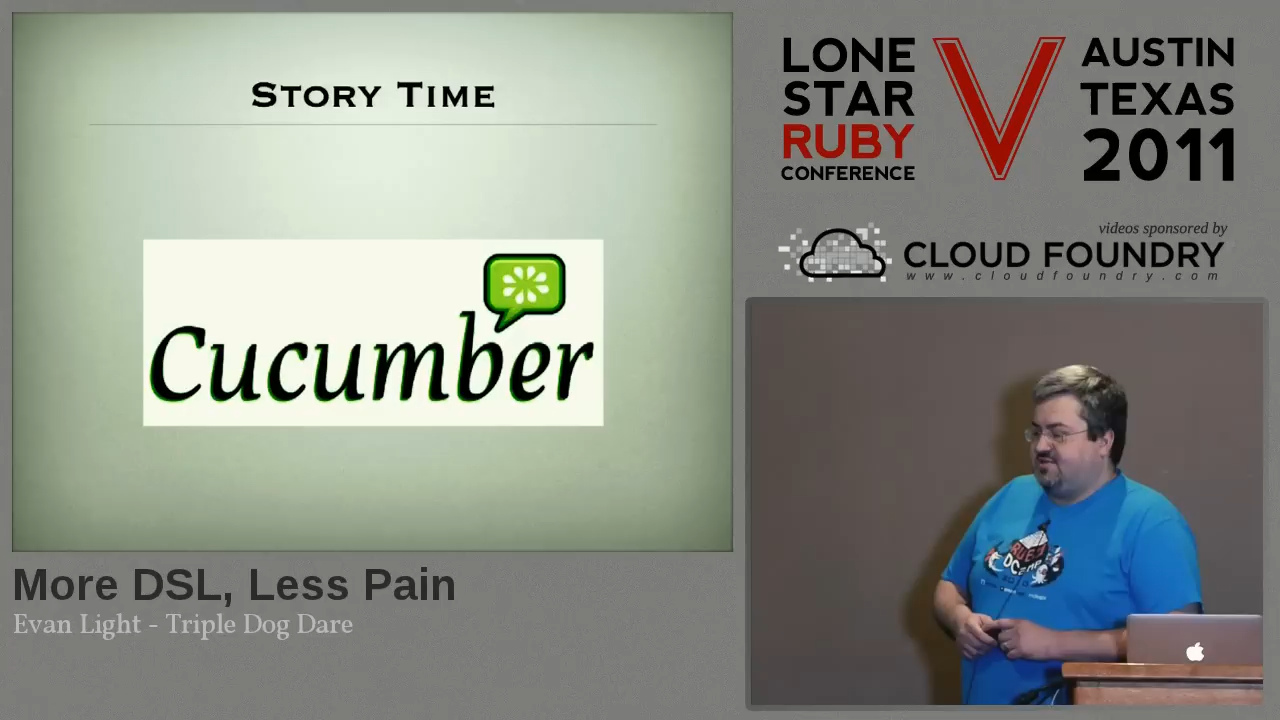 STORY TIME
Cucumber
More DSL, Less Pain
Evan Light - Triple Dog Dare
LONE
STAR
RUBY
CONFERENCE
V
AUSTIN
TEXAS
2011
videos sponsored by
CLOUD FOUNDRY
www.cloudfoundry.com